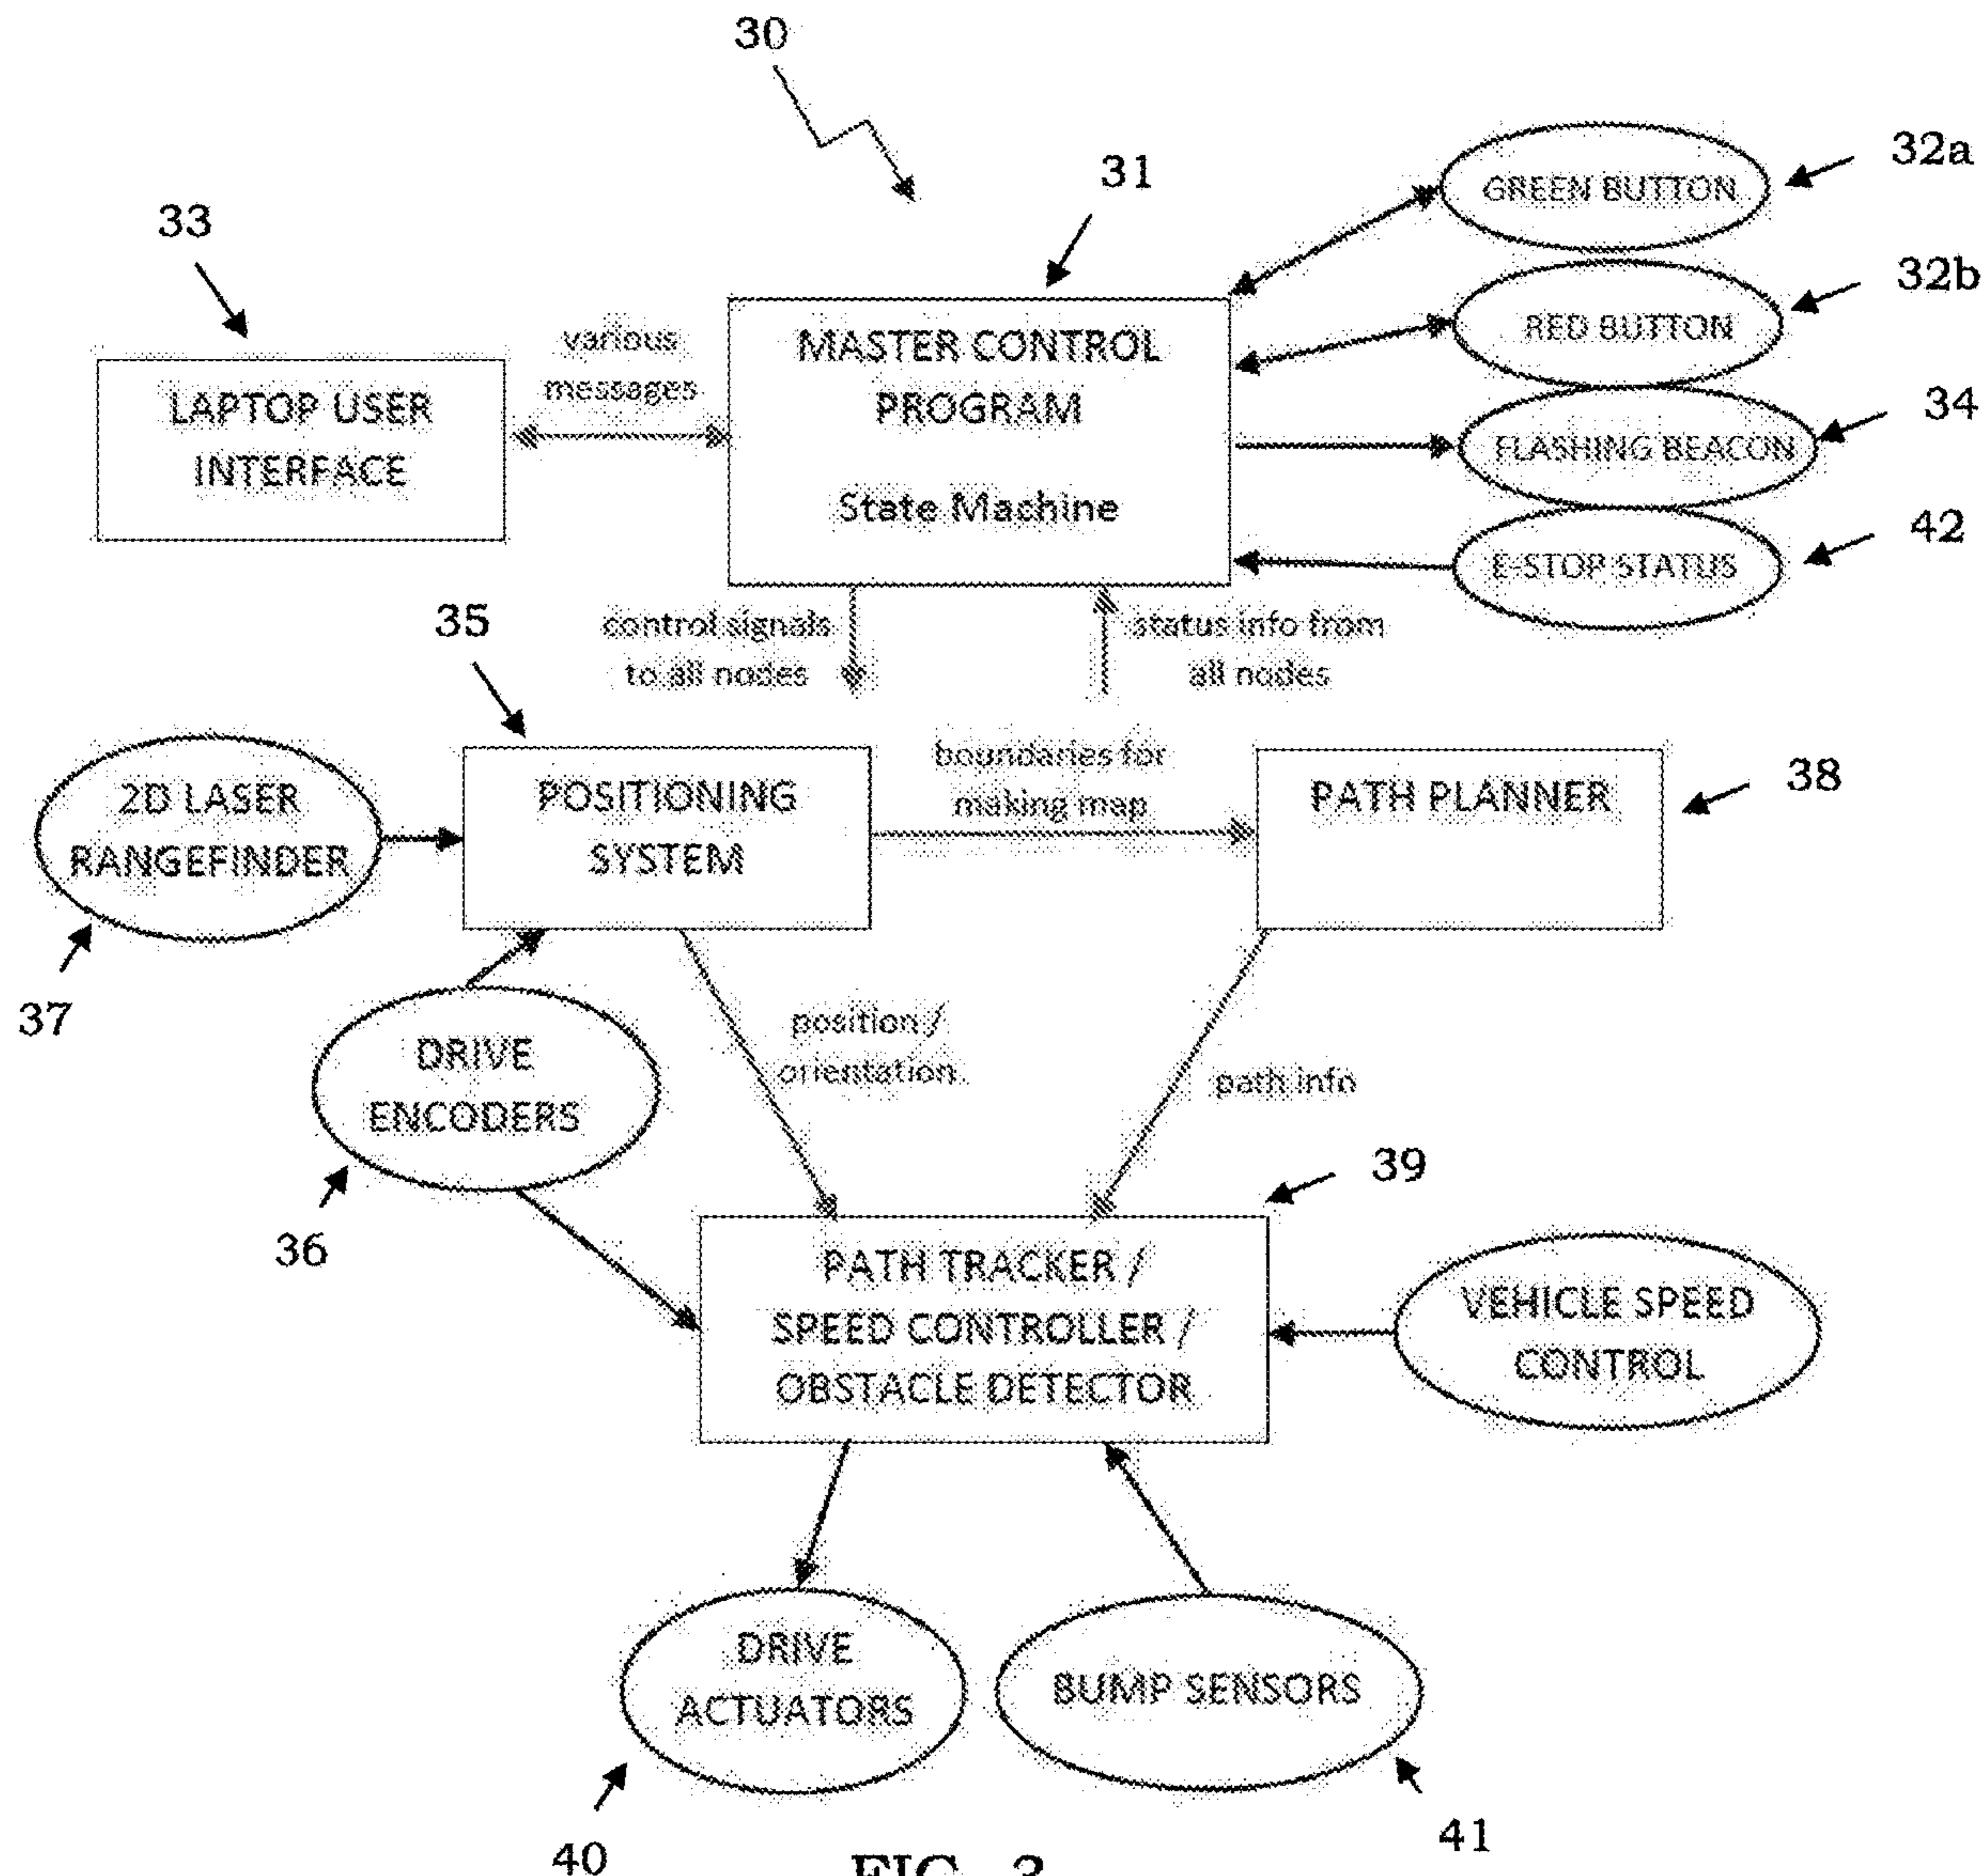 30
31
32a
GREEN BUTTON
33
32b
RED BUTTON
various
messages
MASTER CONTROL
PROGRAM
State Machine
LAPTOP USER
INTERFACE
34
FLASHING BEACON
42
E-STOP STATUS
35
control signals
to all nodes
status info from
all nodes
2D LASER
RANGEFINDER
POSITIONING
SYSTEM
boundaries for
making map
PATH PLANNER
38
37
DRIVE
ENCODERS
position /
orientation
path info
36
39
PATH TRACKER /
SPEED CONTROLLER /
OBSTACLE DETECTOR
VEHICLE SPEED
CONTROL
DRIVE
ACTUATORS
BUMP SENSORS
40
41
FIG. 3